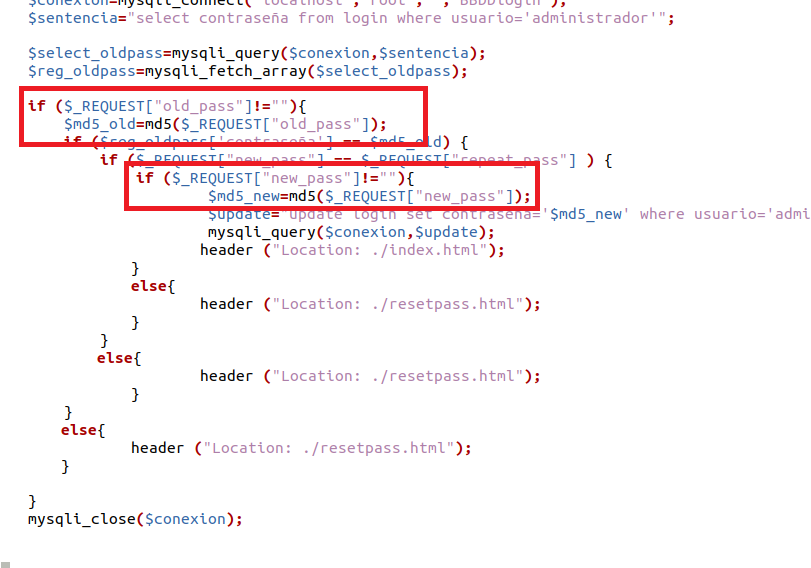 $conexion=mysqli_connect("localhost","root","","BBDDlogin");
$sentencia="select contraseña from login where usuario='administrador'";
$select_oldpass=mysqli_query($conexion,$sentencia);
$reg_oldpass=mysqli_fetch_array($select_oldpass);
if ($_REQUEST["old_pass"]!=""){
$md5_old=md5($_REQUEST["old_pass"]);
if ($reg_oldpass['contraseña'] == $md5_old) {
if ($_REQUEST["new_pass"] == $_REQUEST["repeat_pass"] ) {
if ($_REQUEST["new_pass"]!=""){
$md5_new=md5($_REQUEST["new_pass"]);
$update="update login set contraseña='$md5_new' where usuario='admi
mysqli_query($conexion,$update);
header ("Location: ./index.html");
}
else{
header ("Location: ./resetpass.html");
}
}
else{
header ("Location: ./resetpass.html");
}
}
else{
header ("Location: ./resetpass.html");
}
}
mysqli_close($conexion);